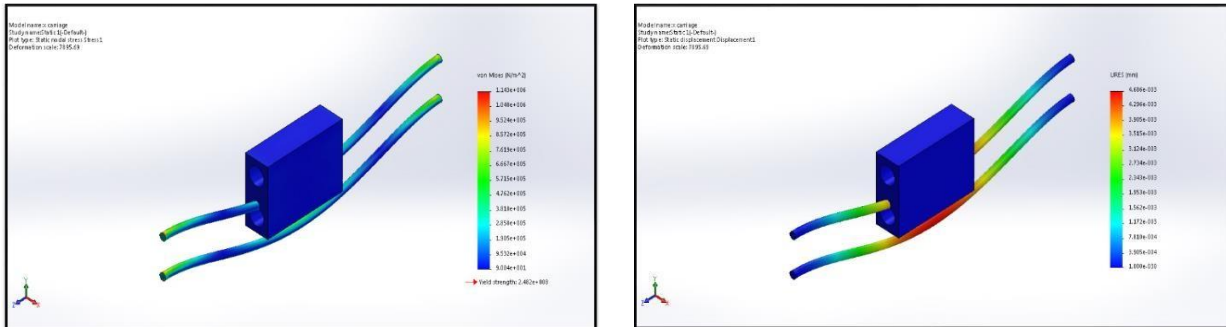 Model name: x carriage
Study name: Static 1(-Default-)
Plot type: Static nodal stress Stress1
Deformation scale: 7895.69
von Mises (N/m^2)
1.143e+006
1.048e+006
9.524e+005
8.572e+005
7.619e+005
6.667e+005
5.715e+005
4.762e+005
3.810e+005
2.858e+005
1.905e+005
9.532e+004
9.004e+001
Yield strength: 2.482e+008
Y
Z
X
Model name: x carriage
Study name: Static 1(-Default-)
Plot type: Static displacement Displacement1
Deformation scale: 7895.69
URES (mm)
4.686e-003
4.296e-003
3.905e-003
3.515e-003
3.124e-003
2.734e-003
2.343e-003
1.953e-003
1.562e-003
1.172e-003
7.810e-004
3.905e-004
1.000e-030
Y
Z
X